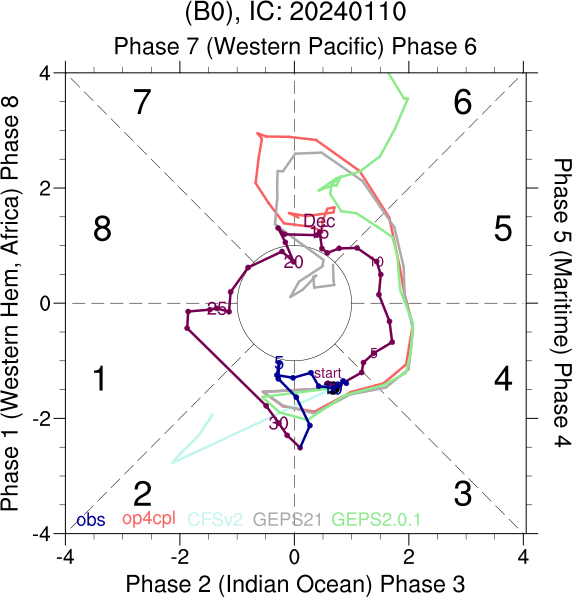 (B0), IC: 20240110
Phase 7 (Western Pacific) Phase 6
Phase 1 (Western Hem, Africa) Phase 8
Phase 5 (Maritime) Phase 4
4
2
0
-2
-4
7
6
8
5
1
4
2
3
Dec
15
20
10
25
5
5
start
30
obs
op4cpl
CFSv2
GEPS21
GEPS2.0.1
-4
-2
0
2
4
Phase 2 (Indian Ocean) Phase 3